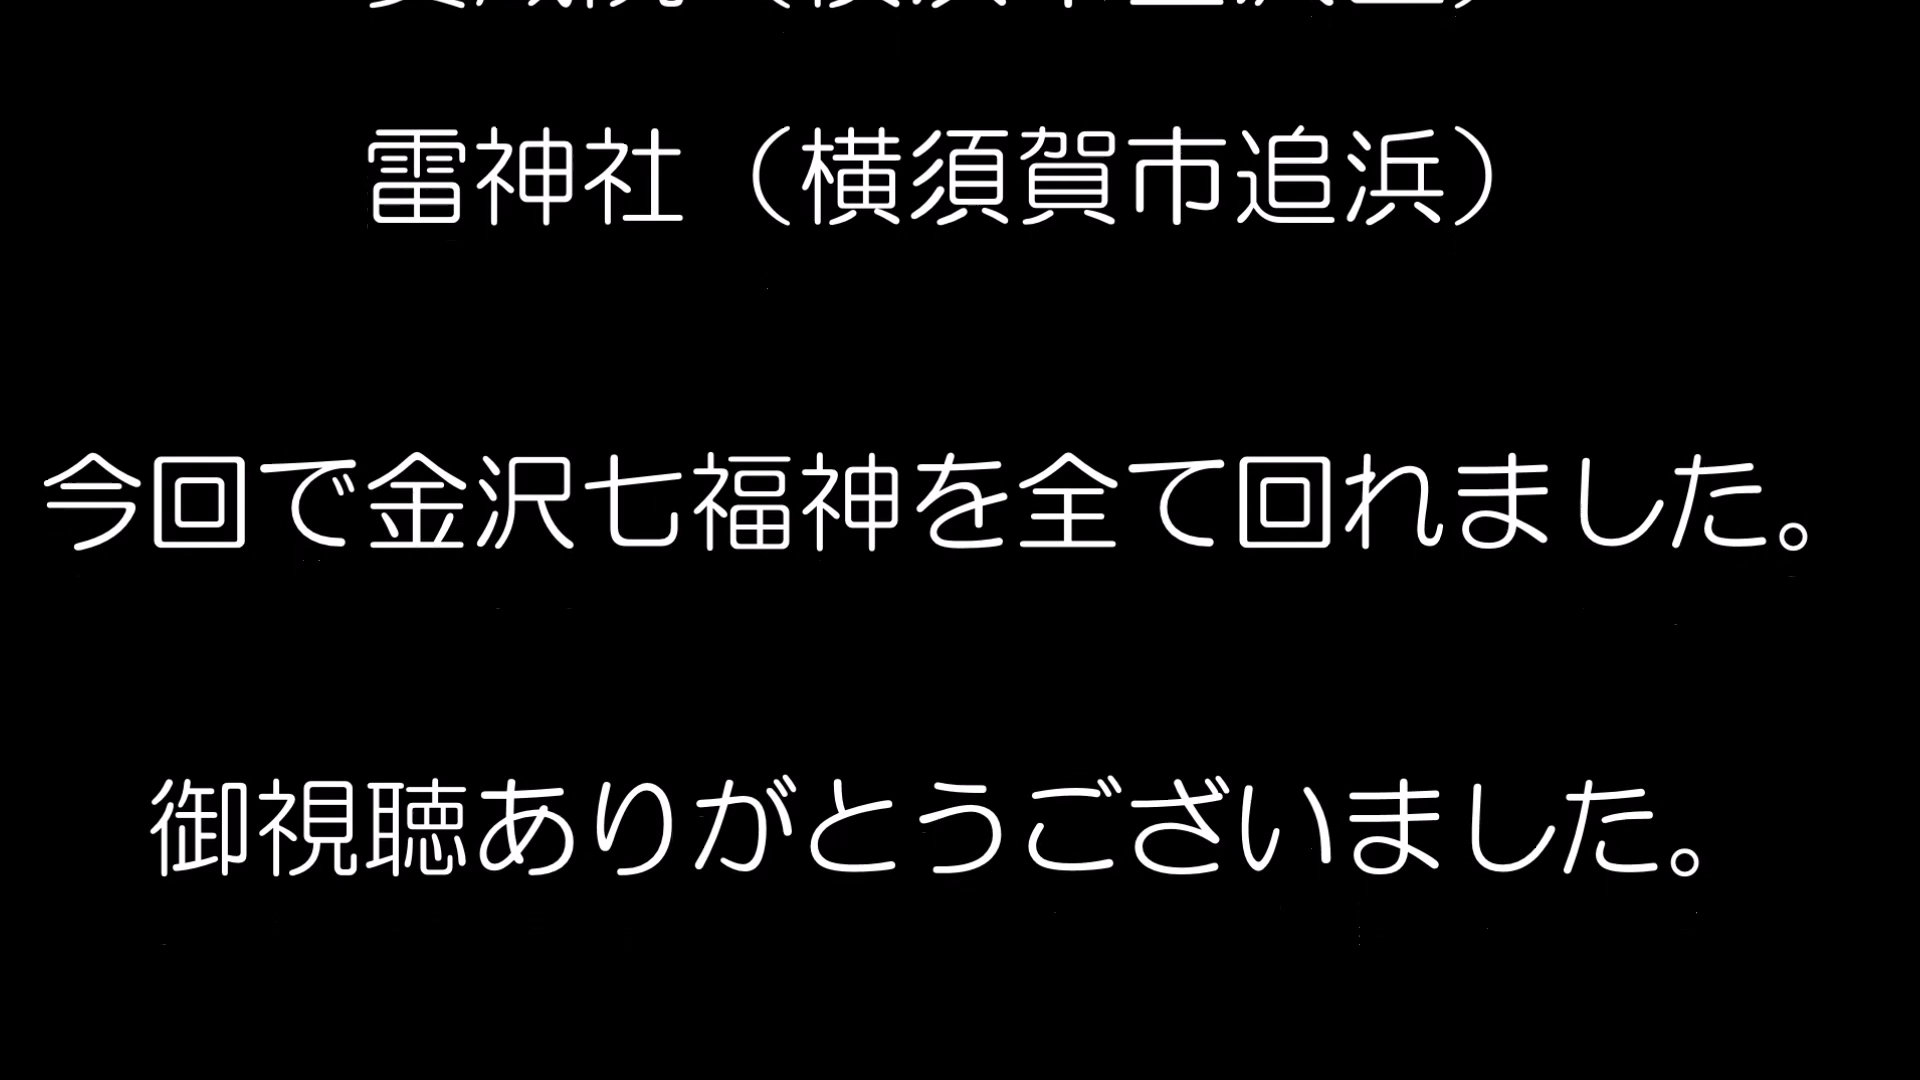 雷神社（横須賀市追浜）
今回で金沢七福神を全て回れました。
御視聴ありがとうございました。